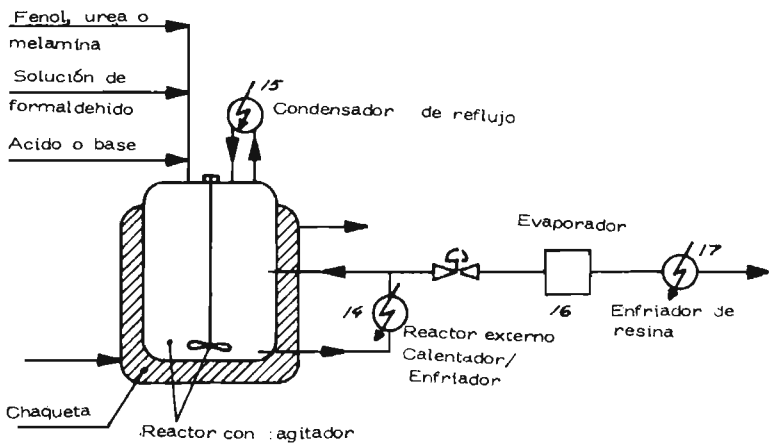 Fenol, urea o
melamina
Solución de
formaldehido
Acido o base
15
Condensador de reflujo
Evaporador
17
14
16
Enfriador de
resina
Reactor externo
Calentador/
Enfriador
Chaqueta
Reactor con agitador